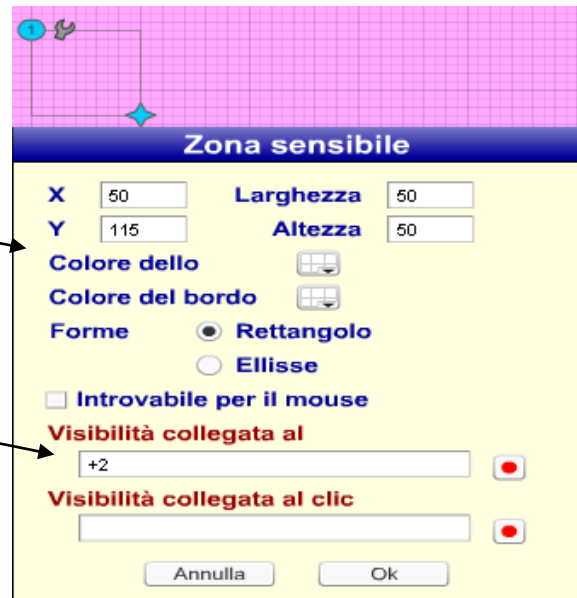 1
Zona sensibile
X 50 Larghezza 50
Y 115 Altezza 50
Colore dello
Colore del bordo
Forme Rettangolo
Ellisse
Introvabile per il mouse
Visibilità collegata al
+2
Visibilità collegata al clic
Annulla Ok